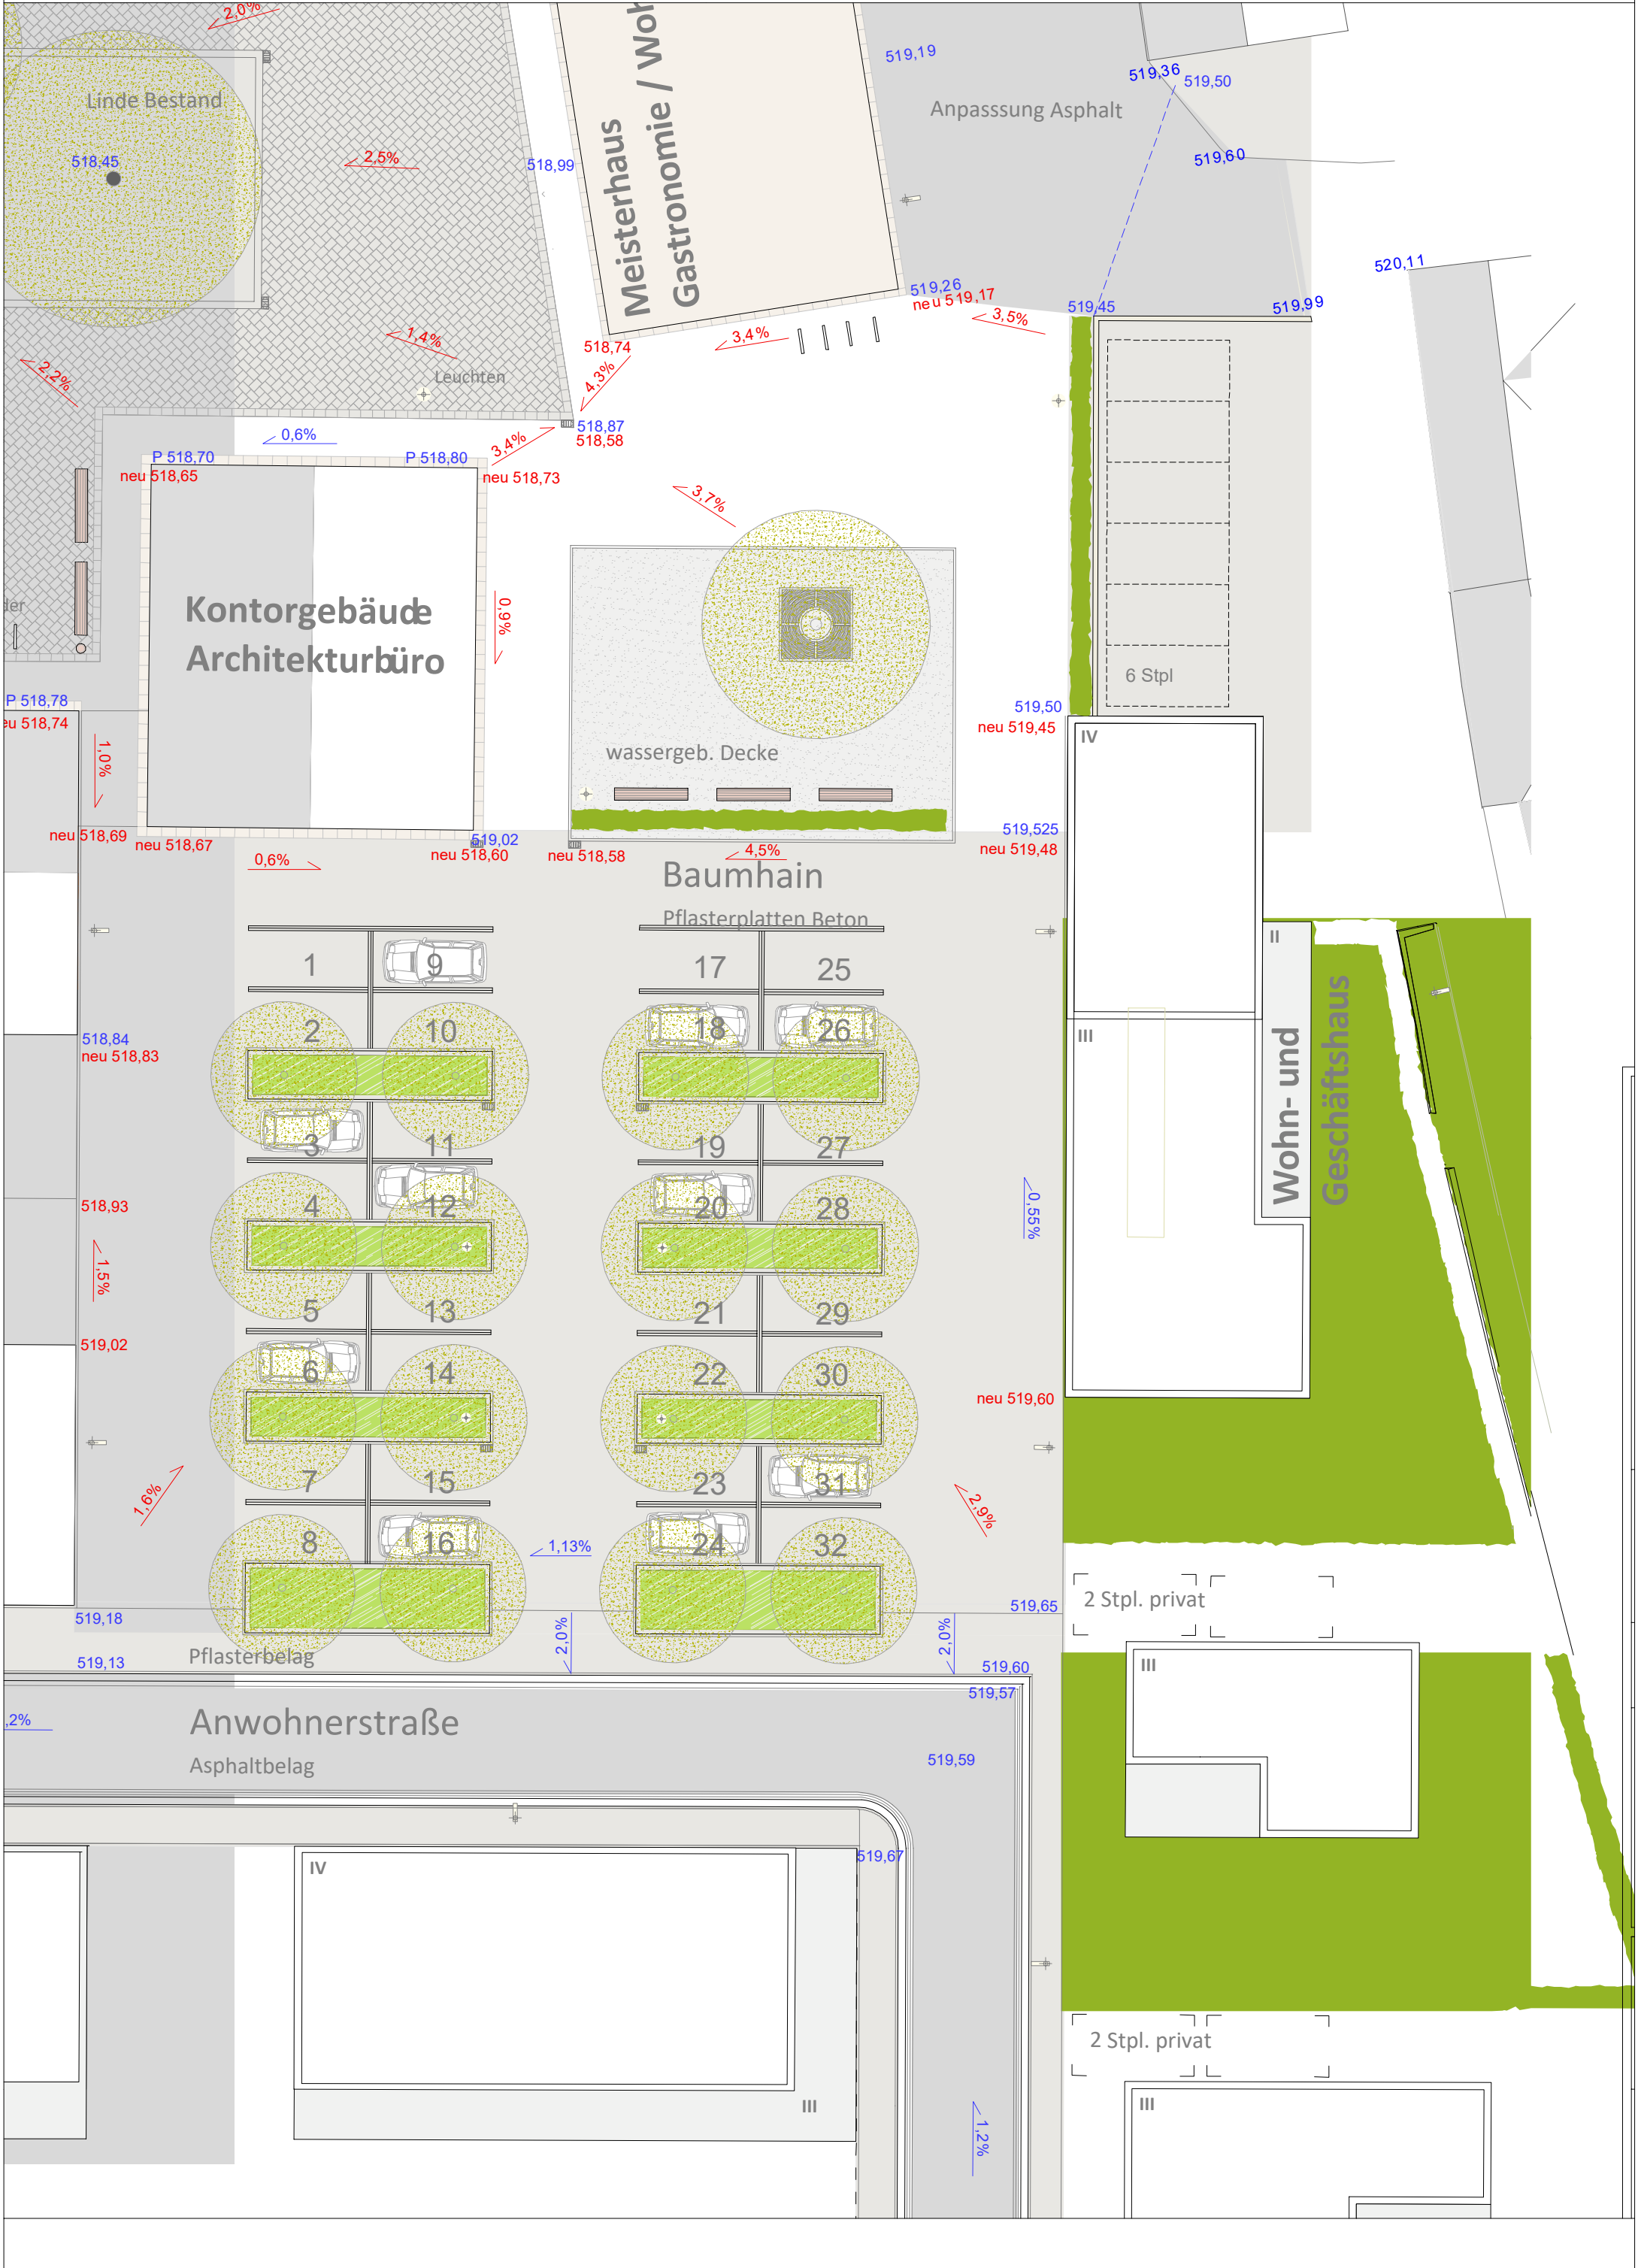 2,0%
519,19
519,36
519,50
Linde Bestand
Anpasssung Asphalt
518,45
2,5%
518,99
519,60
Meisterhaus
Gastronomie / Woh
520,11
519,26
neu 519,17
519,45
519,99
3,5%
1,4%
3,4%
518,74
2,2%
Leuchten
4,3%
518,87
518,58
0,6%
3,4%
P 518,70
P 518,80
neu 518,65
neu 518,73
3,7%
Kontorgebäude
Architekturbüro
0,9%
6 Stpl
P 518,78
518,74
519,50
neu 519,45
IV
1,0%
wassergeb. Decke
neu 518,69
neu 518,67
519,02
neu 518,60
neu 518,58
519,525
neu 519,48
0,6%
4,5%
Baumhain
Pflasterplatten Beton
II
1
9
17
25
2
10
18
26
518,84
neu 518,83
III
Wohn- und
Geschäftshaus
3
11
19
27
518,93
4
12
20
28
0,55%
1,5%
5
13
21
29
519,02
6
14
22
30
neu 519,60
7
15
23
31
1,6%
2,9%
8
16
24
32
1,13%
519,18
519,65
2 Stpl. privat
2,0%
2,0%
Pflasterbelag
519,13
519,60
III
519,57
Anwohnerstraße
,2%
Asphaltbelag
519,59
519,67
IV
2 Stpl. privat
III
III
1,2%